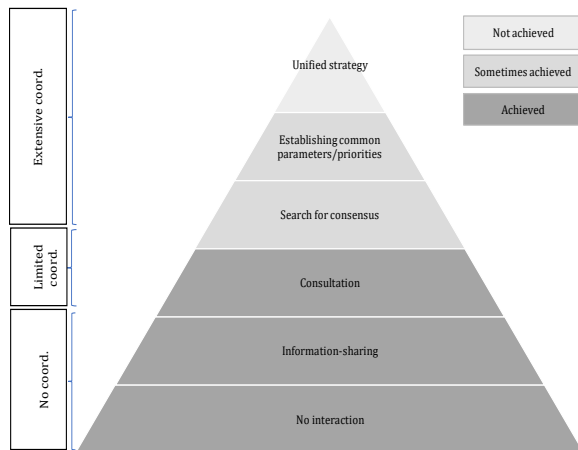 Extensive coord.
Limited
coord.
No coord.
Unified strategy
Establishing common
parameters/priorities
Search for consensus
Consultation
Information-sharing
No interaction
Not achieved
Sometimes achieved
Achieved